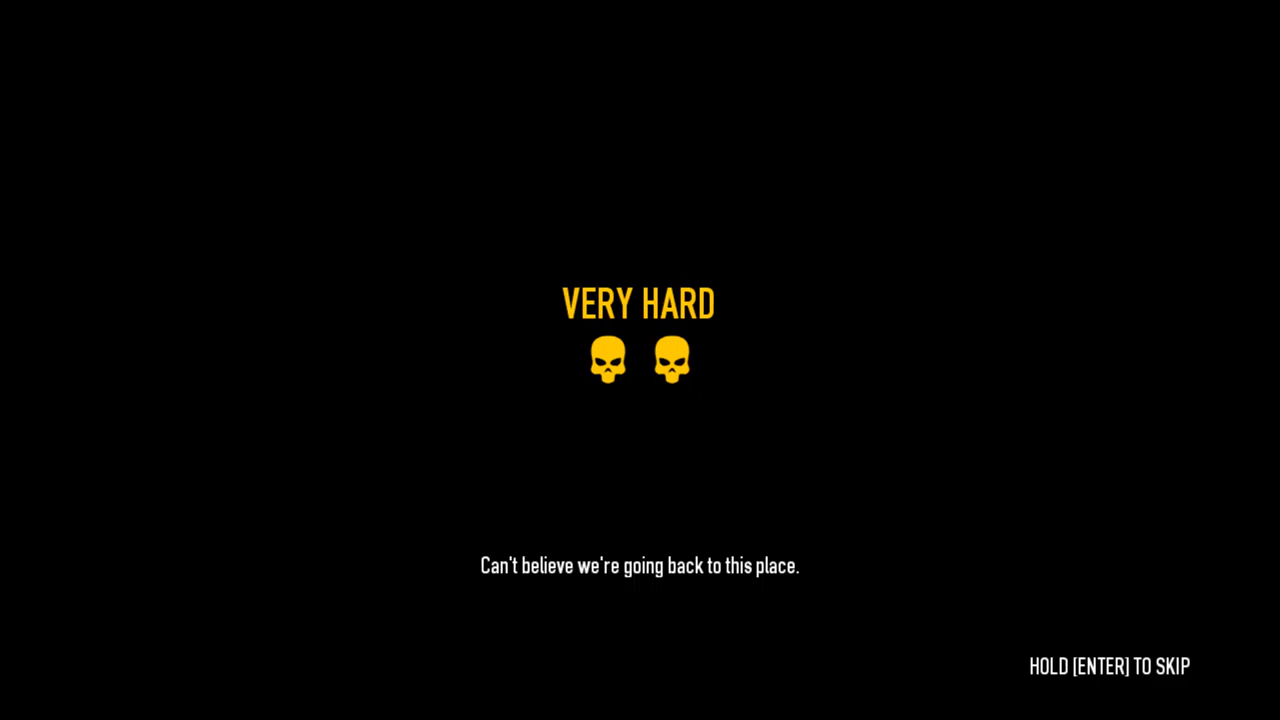 VERY HARD
Can't believe we're going back to this place.
HOLD [ENTER] TO SKIP